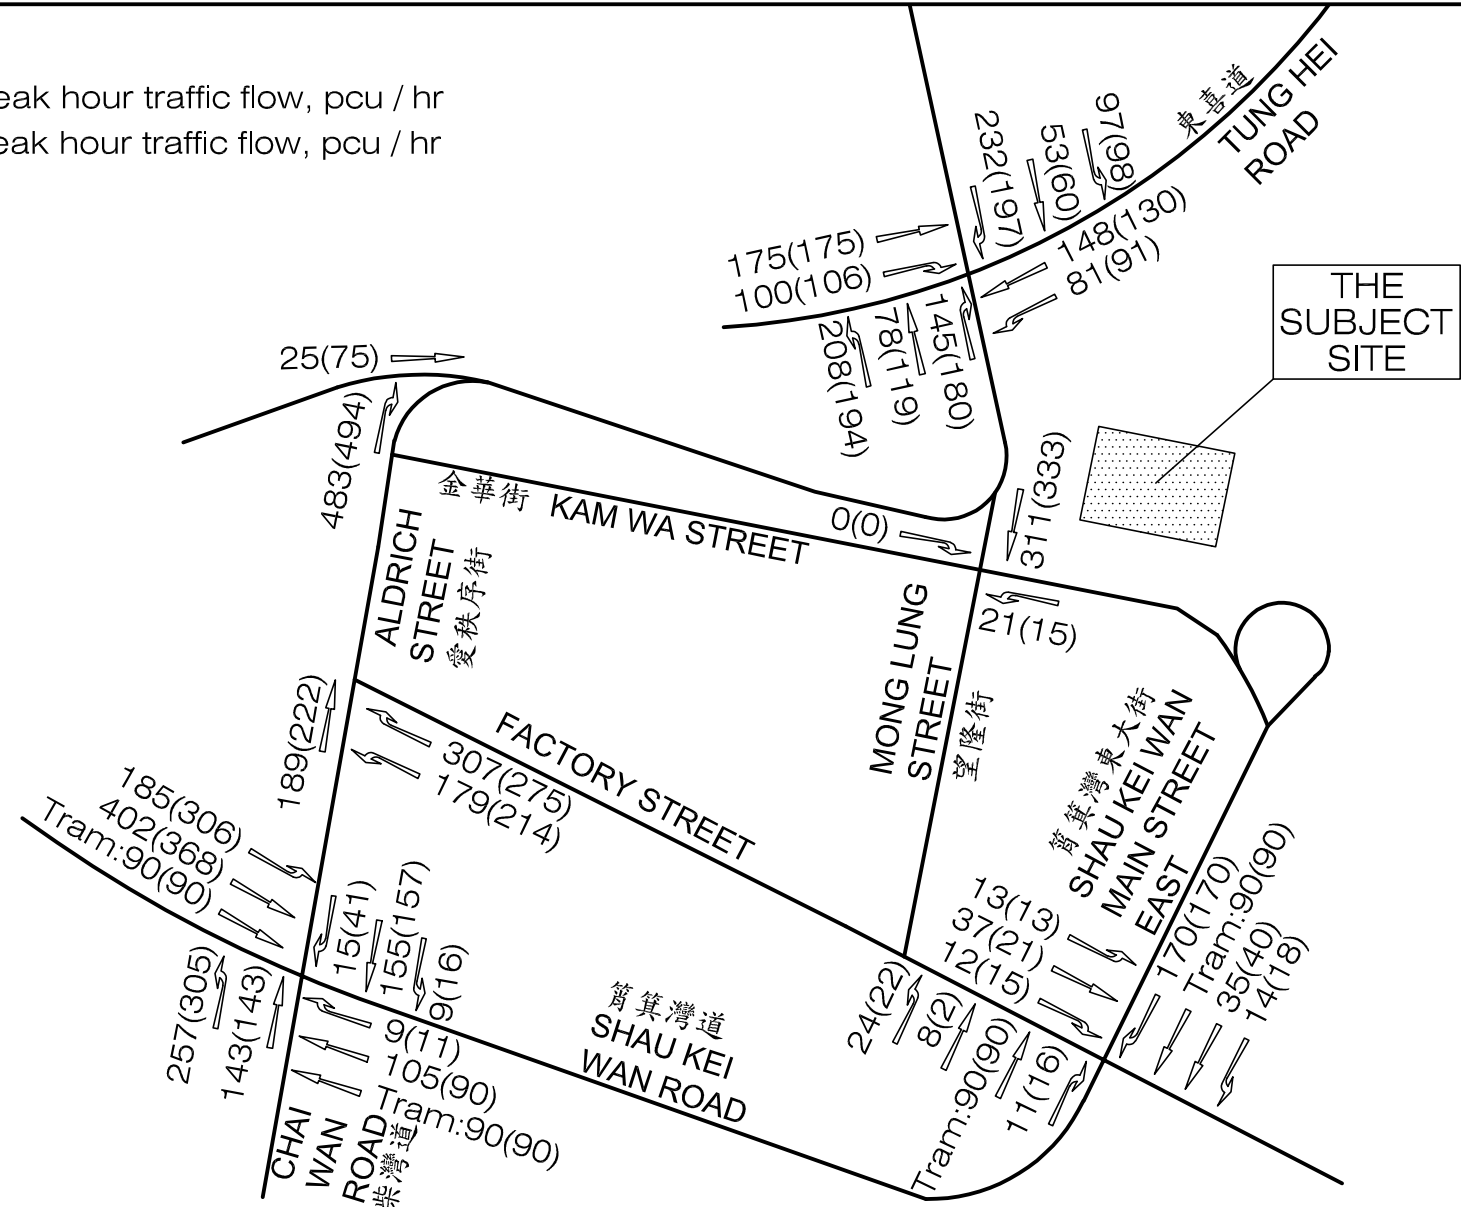 eak hour traffic flow, pcu / hr
eak hour traffic flow, pcu / hr
東喜道
TUNG HEI
ROAD
232(197)
53(60)
97(98)
148(130)
81(91)
175(175)
100(106)
208(194)
78(119)
145(180)
THE
SUBJECT
SITE
25(75)
483(494)
金華街 KAM WA STREET
0(0)
311(333)
21(15)
ALDRICH
STREET
愛秩序街
MONG LUNG
STREET
望隆街
189(222)
FACTORY STREET
307(275)
179(214)
筲箕灣東大街
SHAU KEI WAN
MAIN STREET
EAST
185(306)
402(368)
Tram:90(90)
15(41)
155(157)
9(16)
257(305)
143(143)
9(11)
105(90)
Tram:90(90)
筲箕灣道
SHAU KEI
WAN ROAD
CHAI
WAN
ROAD
柴灣道
13(13)
37(21)
12(15)
170(170)
Tram:90(90)
35(40)
14(18)
24(22)
8(2)
Tram:90(90)
11(16)